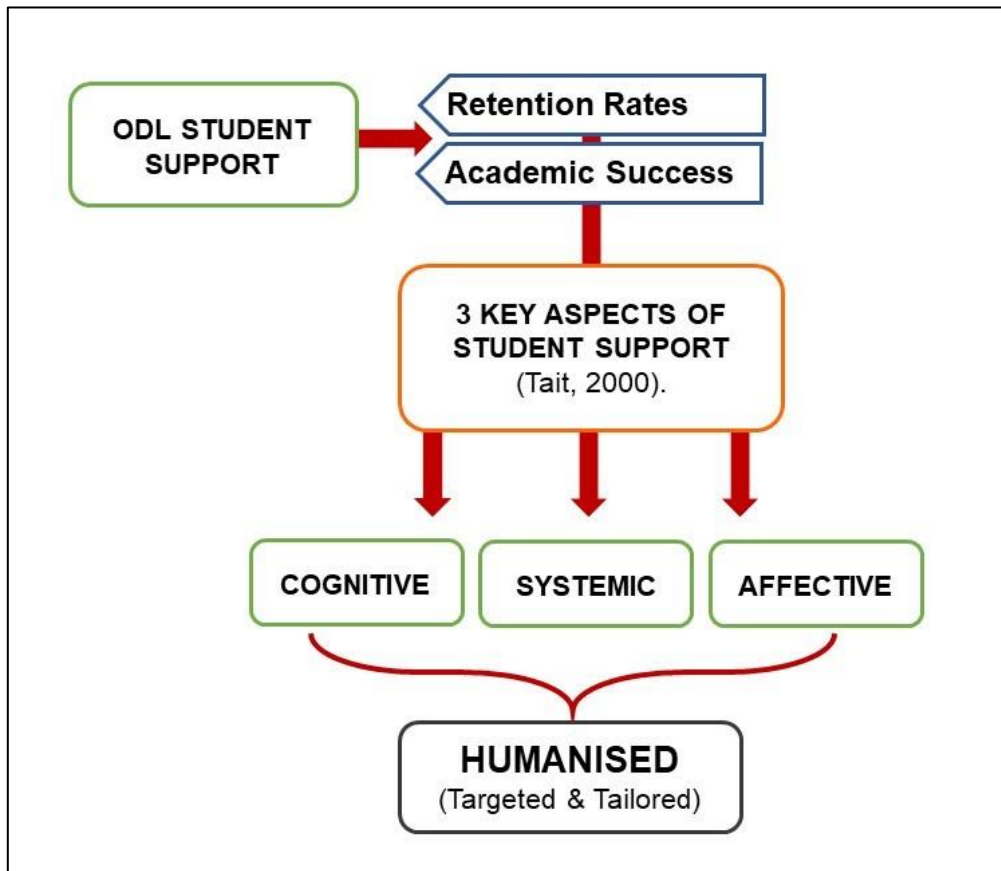 ODL STUDENT
SUPPORT
Retention Rates
Academic Success
3 KEY ASPECTS OF
STUDENT SUPPORT
(Tait, 2000).
COGNITIVE
SYSTEMIC
AFFECTIVE
HUMANISED
(Targeted & Tailored)